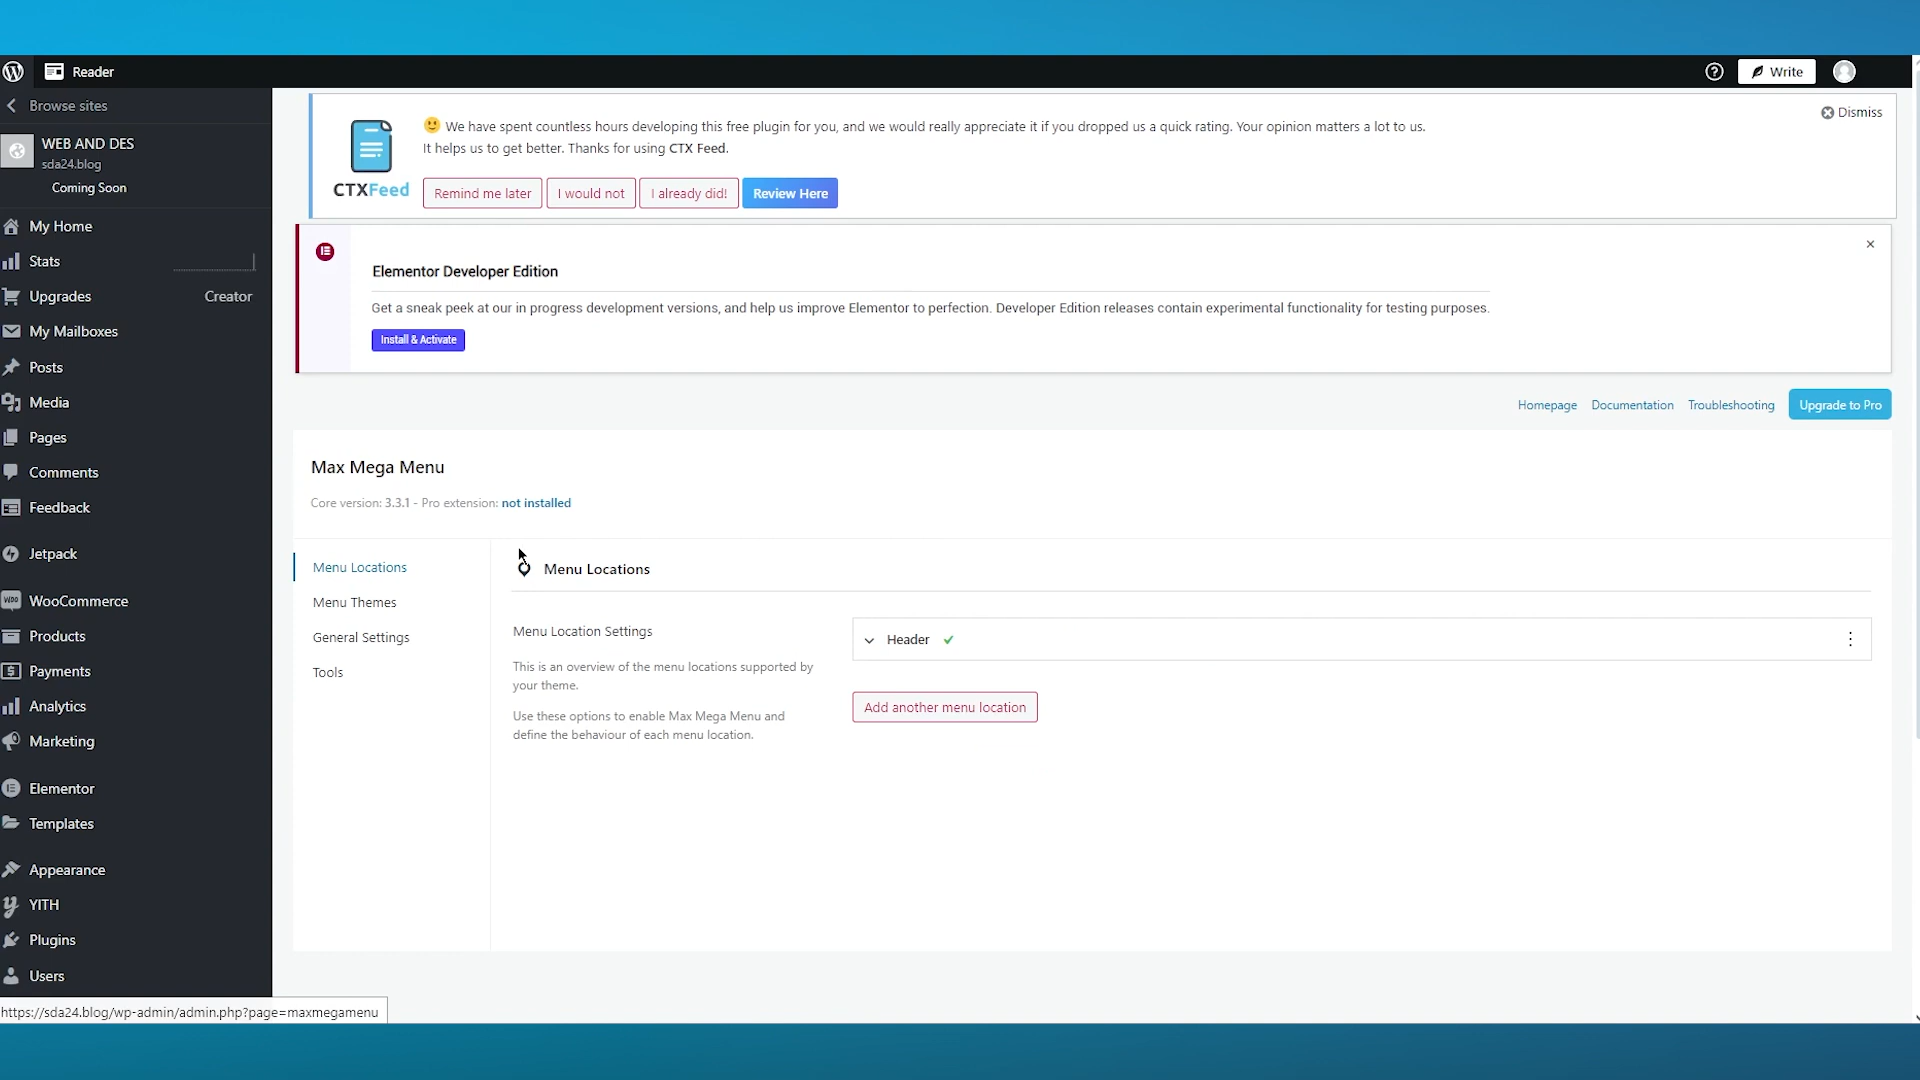 Reader
Write
Browse sites
WEB AND DES
sda24.blog
Coming Soon
My Home
Stats
Upgrades Creator
My Mailboxes
Posts
Media
Pages
Comments
Feedback
Jetpack
WooCommerce
Products
Payments
Analytics
Marketing
Elementor
Templates
Appearance
YITH
Plugins
Users
https://sda24.blog/wp-admin/admin.php?page=maxmegamenu
CTXFeed
We have spent countless hours developing this free plugin for you, and we would really appreciate it if you dropped us a quick rating. Your opinion matters a lot to us.
It helps us to get better. Thanks for using CTX Feed.
Dismiss
Remind me later I would not I already did! Review Here
Elementor Developer Edition
Get a sneak peek at our in progress development versions, and help us improve Elementor to perfection. Developer Edition releases contain experimental functionality for testing purposes.
Install & Activate
Homepage Documentation Troubleshooting Upgrade to Pro
Max Mega Menu
Core version: 3.3.1 - Pro extension: not installed
Menu Locations
Menu Themes
General Settings
Tools
Menu Locations
Menu Location Settings
This is an overview of the menu locations supported by
your theme.
Use these options to enable Max Mega Menu and
define the behaviour of each menu location.
Header
Add another menu location